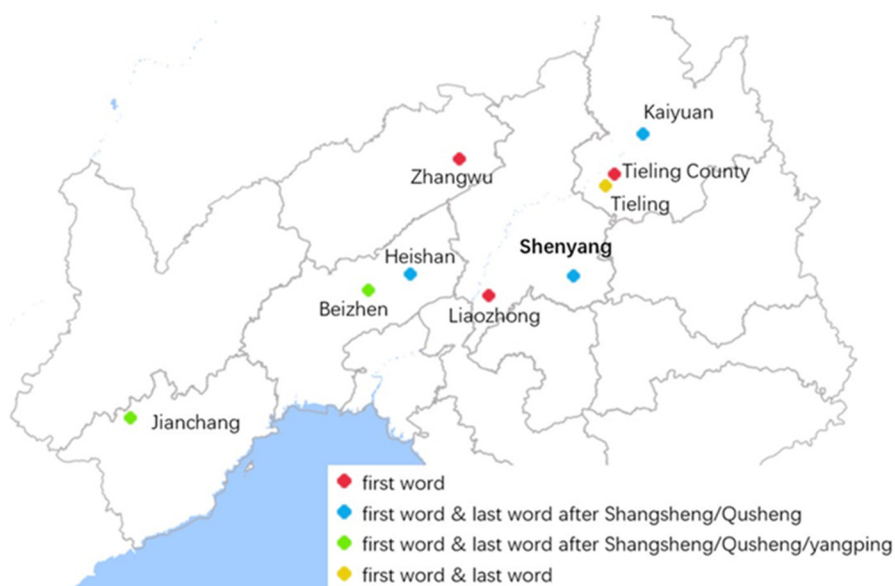 Kaiyuan
Zhangwu
Tieling County
Tieling
Shenyang
Heishan
Beizhen
Liaozhong
Jianchang
first word
first word & last word after Shangsheng/Qusheng
first word & last word after Shangsheng/Qusheng/yangping
first word & last word